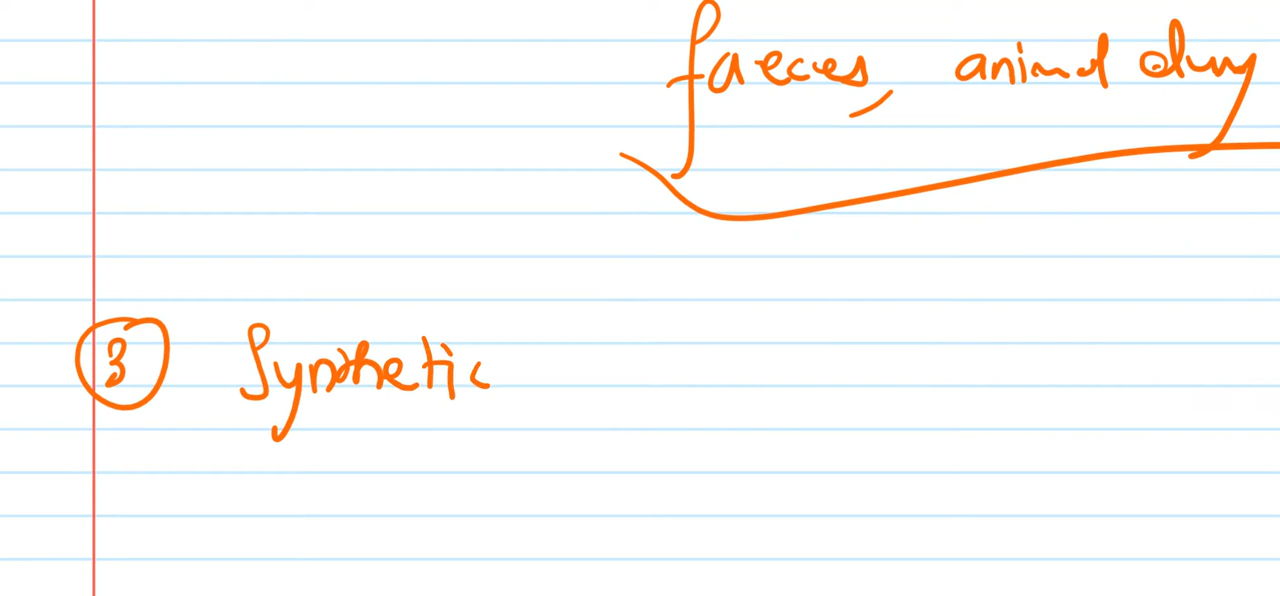 faeces, animal dung
③ Synthetic